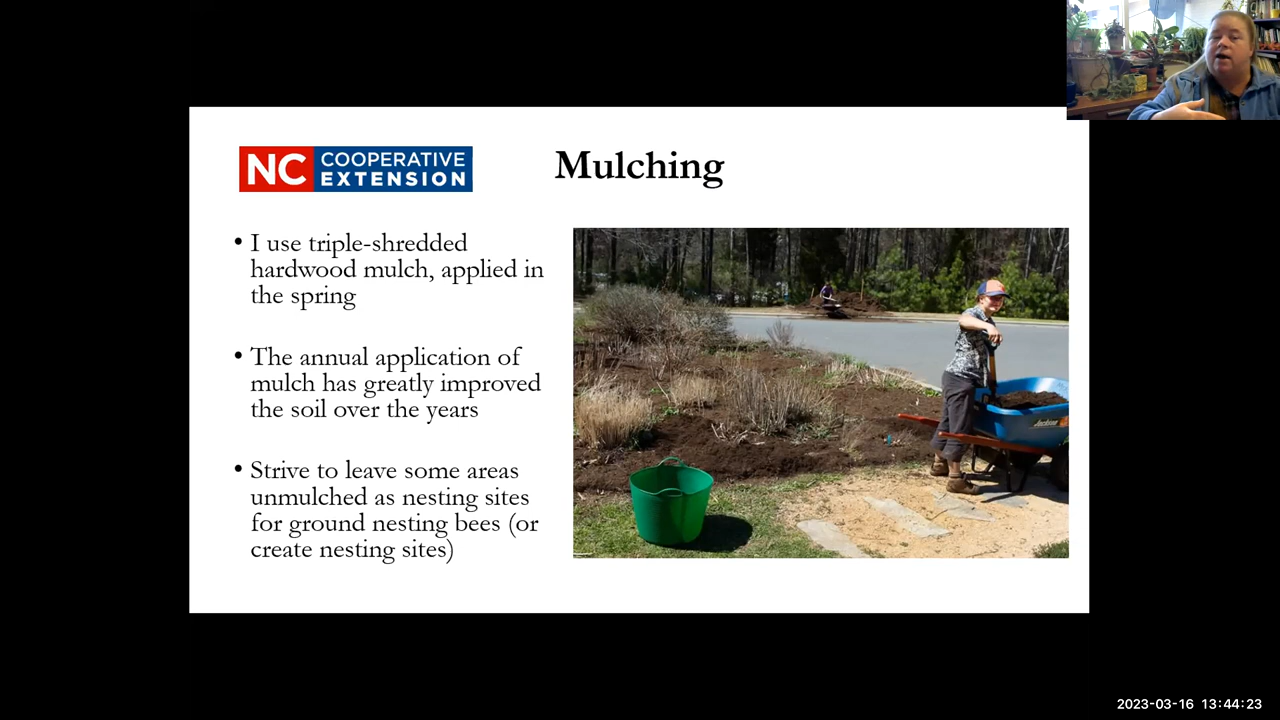 NC COOPERATIVE
EXTENSION
Mulching
• I use triple-shredded
hardwood mulch, applied in
the spring
• The annual application of
mulch has greatly improved
the soil over the years
• Strive to leave some areas
unmulched as nesting sites
for ground nesting bees (or
create nesting sites)
Jackson
2023-03-16 13:44:23